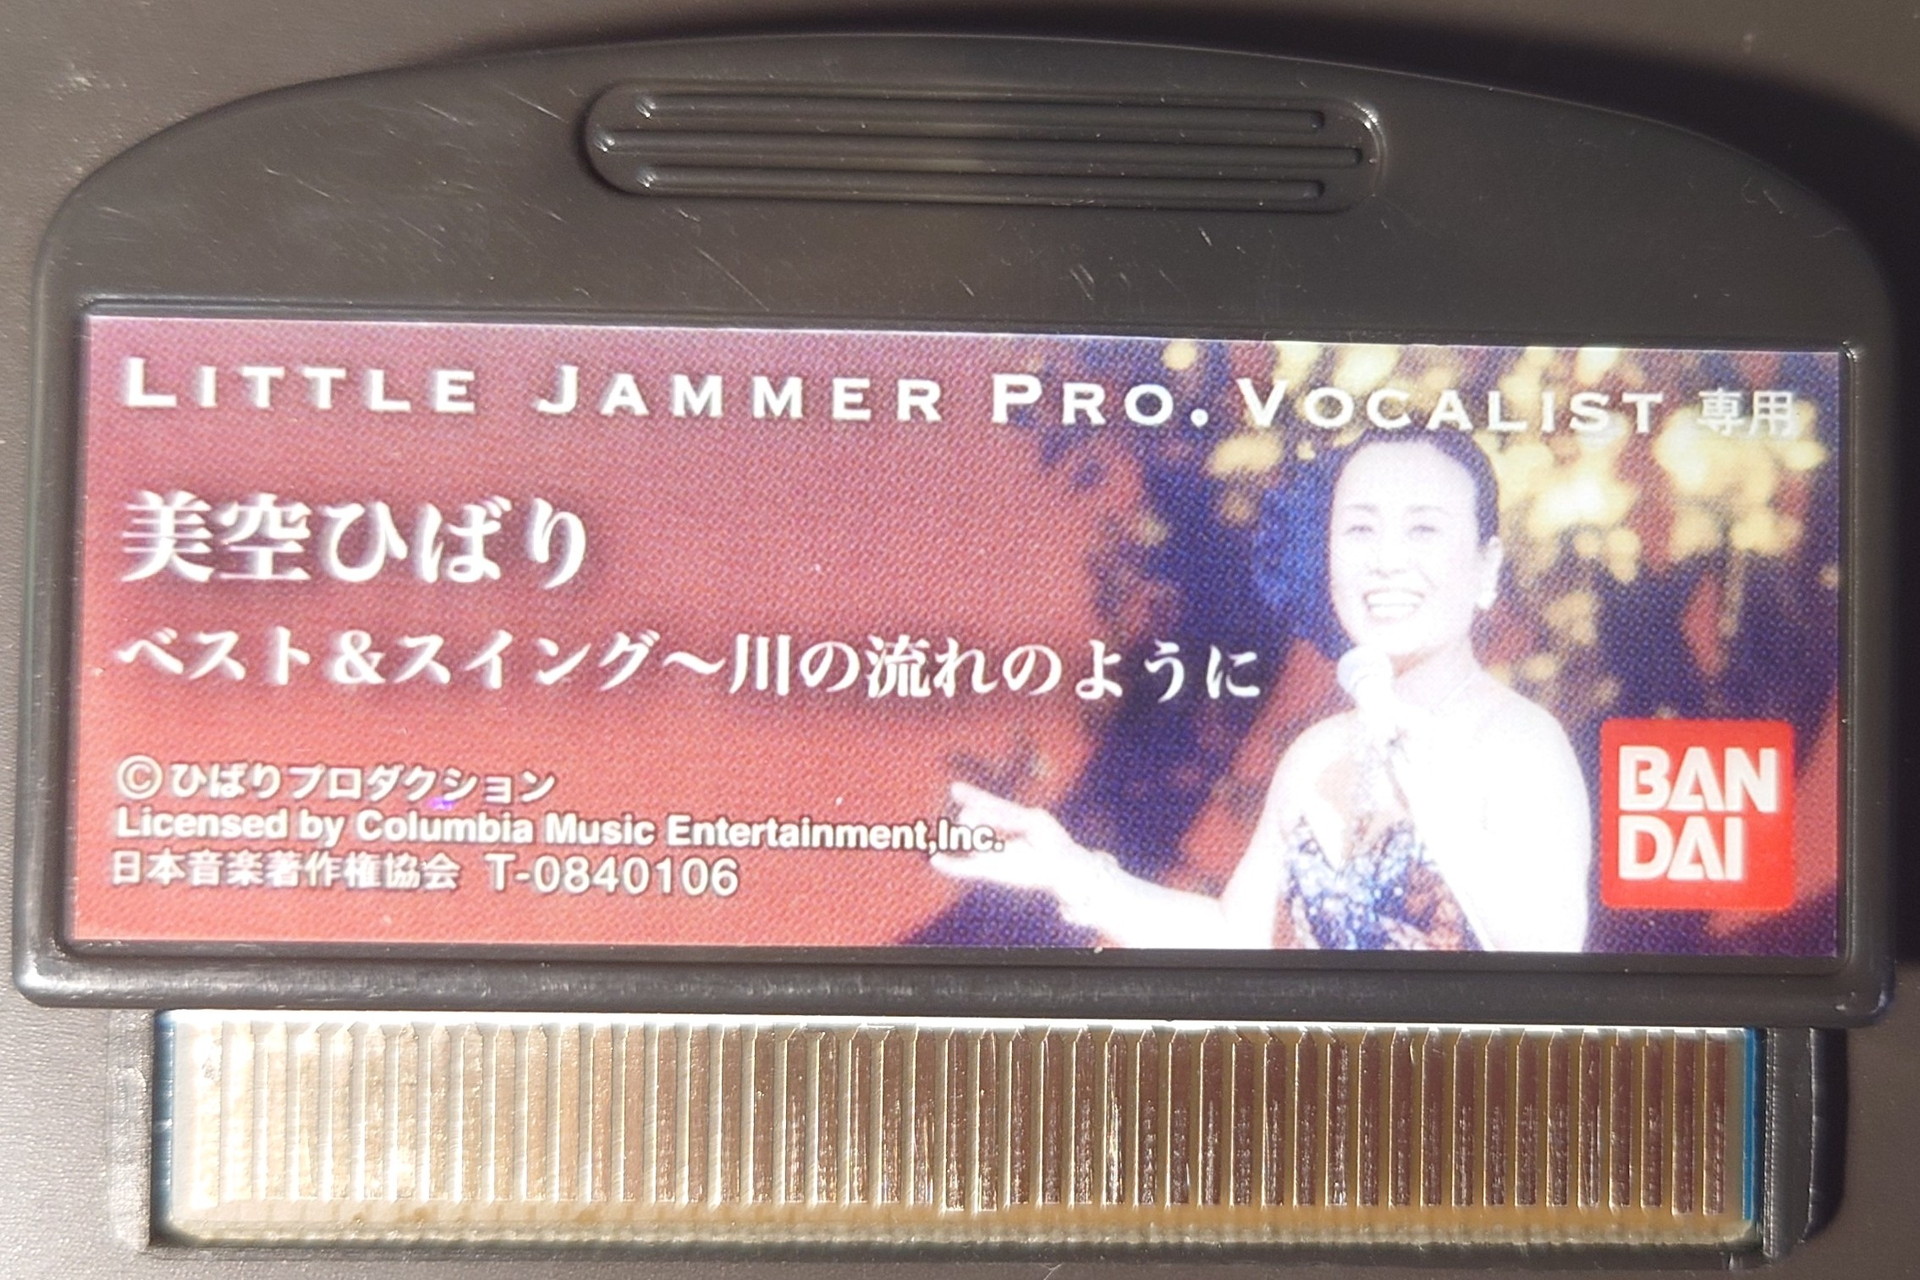 LITTLE JAMMER PRO. VOCALIST 専用
美空ひばり
ベスト&スイング～川の流れのように
©ひばりプロダクション
Licensed by Columbia Music Entertainment,Inc.
日本音楽著作権協会 T-0840106
BAN
DAI